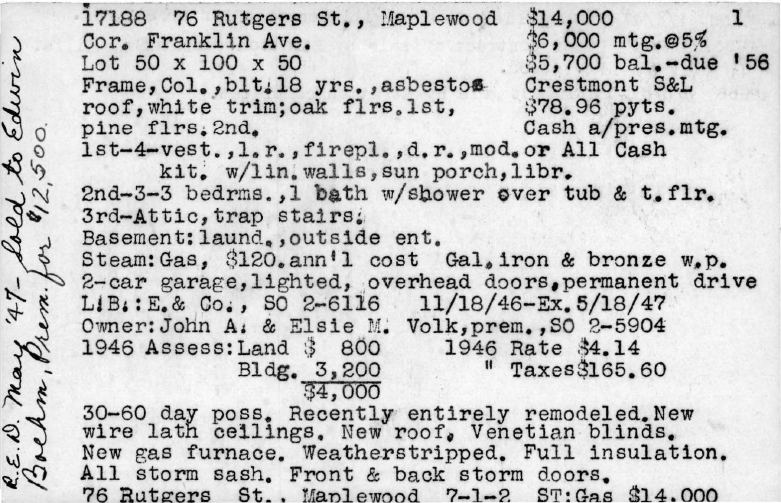 17188 76 Rutgers St., Maplewood $14,000 1
Cor. Franklin Ave. $6,000 mtg.@5%
Lot 50 x 100 x 50 $5,700 bal.-due '56
Frame,Col.,blt.18 yrs.,asbestos Crestmont S&L
roof,white trim;oak flrs.1st, $78.96 pyts.
pine flrs.2nd. Cash a/pres.mtg.
1st-4-vest.,l.r.,firepl.,d.r.,mod.or All Cash
kit. w/lin.walls,sun porch,libr.
2nd-3-3 bedrms.,1 bath w/shower over tub & t.flr.
3rd-Attic,trap stairs.
Basement:laund.,outside ent.
Steam:Gas, $120.ann'l cost Gal.iron & bronze w.p.
2-car garage,lighted, overhead doors,permanent drive
L.B.:E.& Co., SO 2-6116 11/18/46-Ex.5/18/47
Owner:John A. & Elsie M. Volk,prem.,SO 2-5904
1946 Assess:Land $ 800 1946 Rate $4.14
Bldg. 3,200 " Taxes$165.60
$4,000
30-60 day poss. Recently entirely remodeled.New
wire lath ceilings. New roof, Venetian blinds.
New gas furnace. Weatherstripped. Full insulation.
All storm sash. Front & back storm doors.
76 Rutgers St., Maplewood 7-1-2 ST:Gas $14,000
R.E.D. May '47- Sold to Edwin
Boehm, Prem. for $12,500.